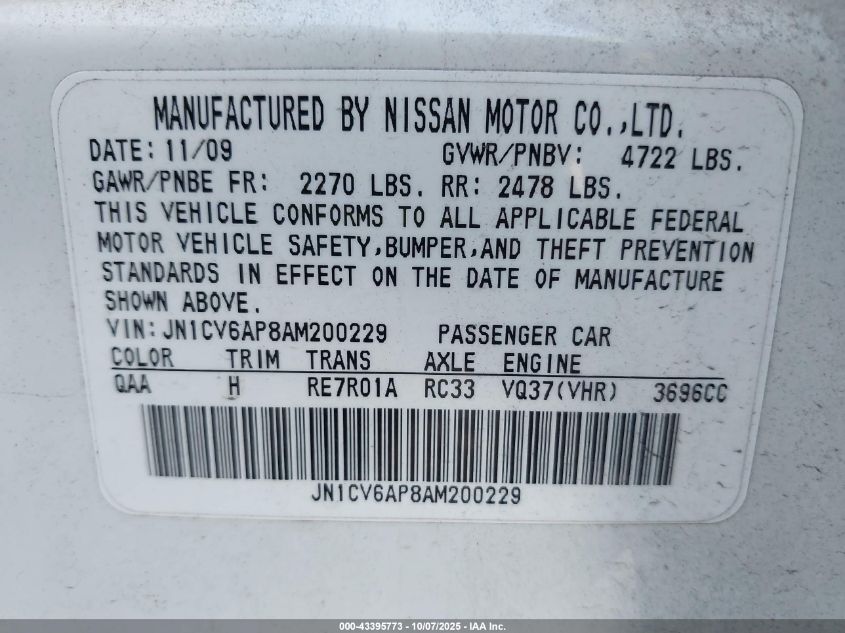 MANUFACTURED BY NISSAN MOTOR CO.,LTD.
DATE: 11/09 GVWR/PNBV: 4722 LBS.
GAWR/PNBE FR: 2270 LBS. RR: 2478 LBS.
THIS VEHICLE CONFORMS TO ALL APPLICABLE FEDERAL
MOTOR VEHICLE SAFETY,BUMPER,AND THEFT PREVENTION
STANDARDS IN EFFECT ON THE DATE OF MANUFACTURE
SHOWN ABOVE.
VIN: JN1CV6AP8AM200229 PASSENGER CAR
COLOR TRIM TRANS AXLE ENGINE
QAA H RE7R01A RC33 VQ37(VHR) 3696CC
JN1CV6AP8AM200229
000-43395773 - 10/07/2025 - IAA Inc.